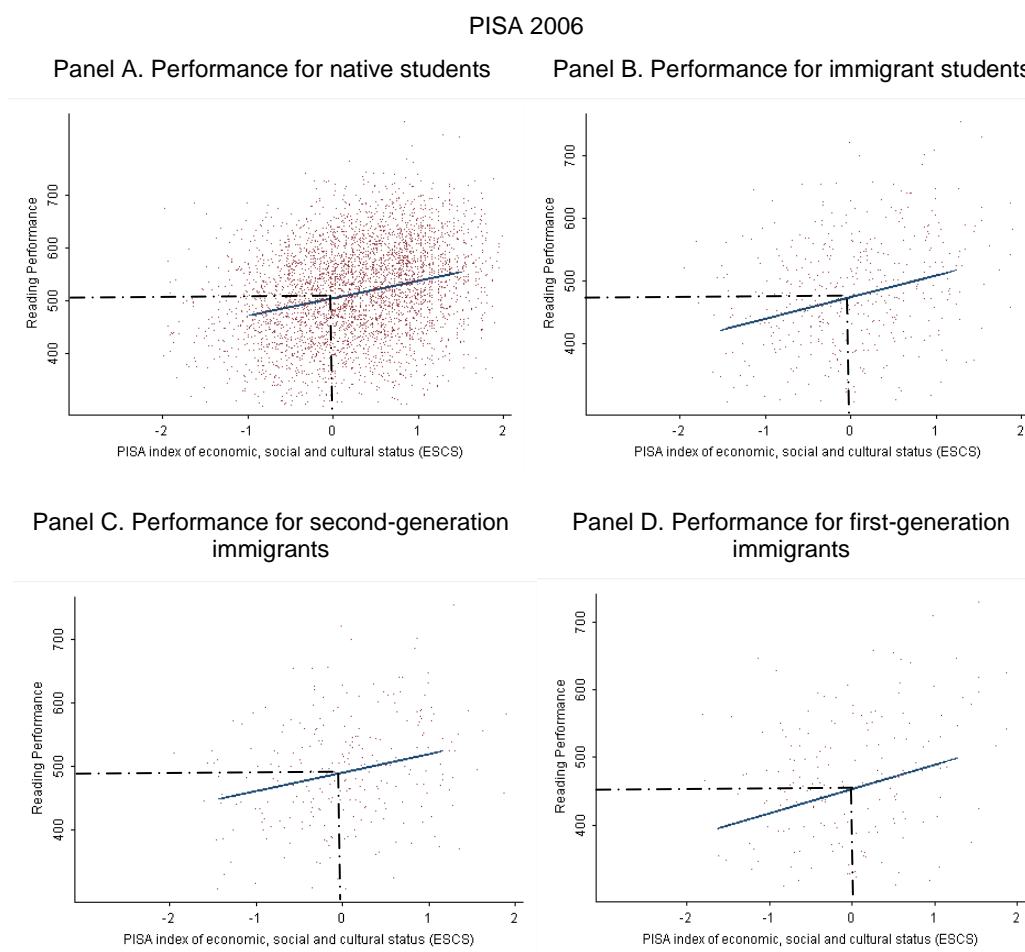 PISA 2006
Panel A. Performance for native students
Panel B. Performance for immigrant students
Reading Performance
700
600
500
400
-2 -1 0 1 2
PISA index of economic, social and cultural status (ESCS)
Reading Performance
700
600
500
400
-2 -1 0 1 2
PISA index of economic, social and cultural status (ESCS)
Panel C. Performance for second-generation
immigrants
Panel D. Performance for first-generation
immigrants
Reading Performance
700
600
500
400
-2 -1 0 1 2
PISA index of economic, social and cultural status (ESCS)
Reading Performance
700
600
500
400
-2 -1 0 1 2
PISA index of economic, social and cultural status (ESCS)